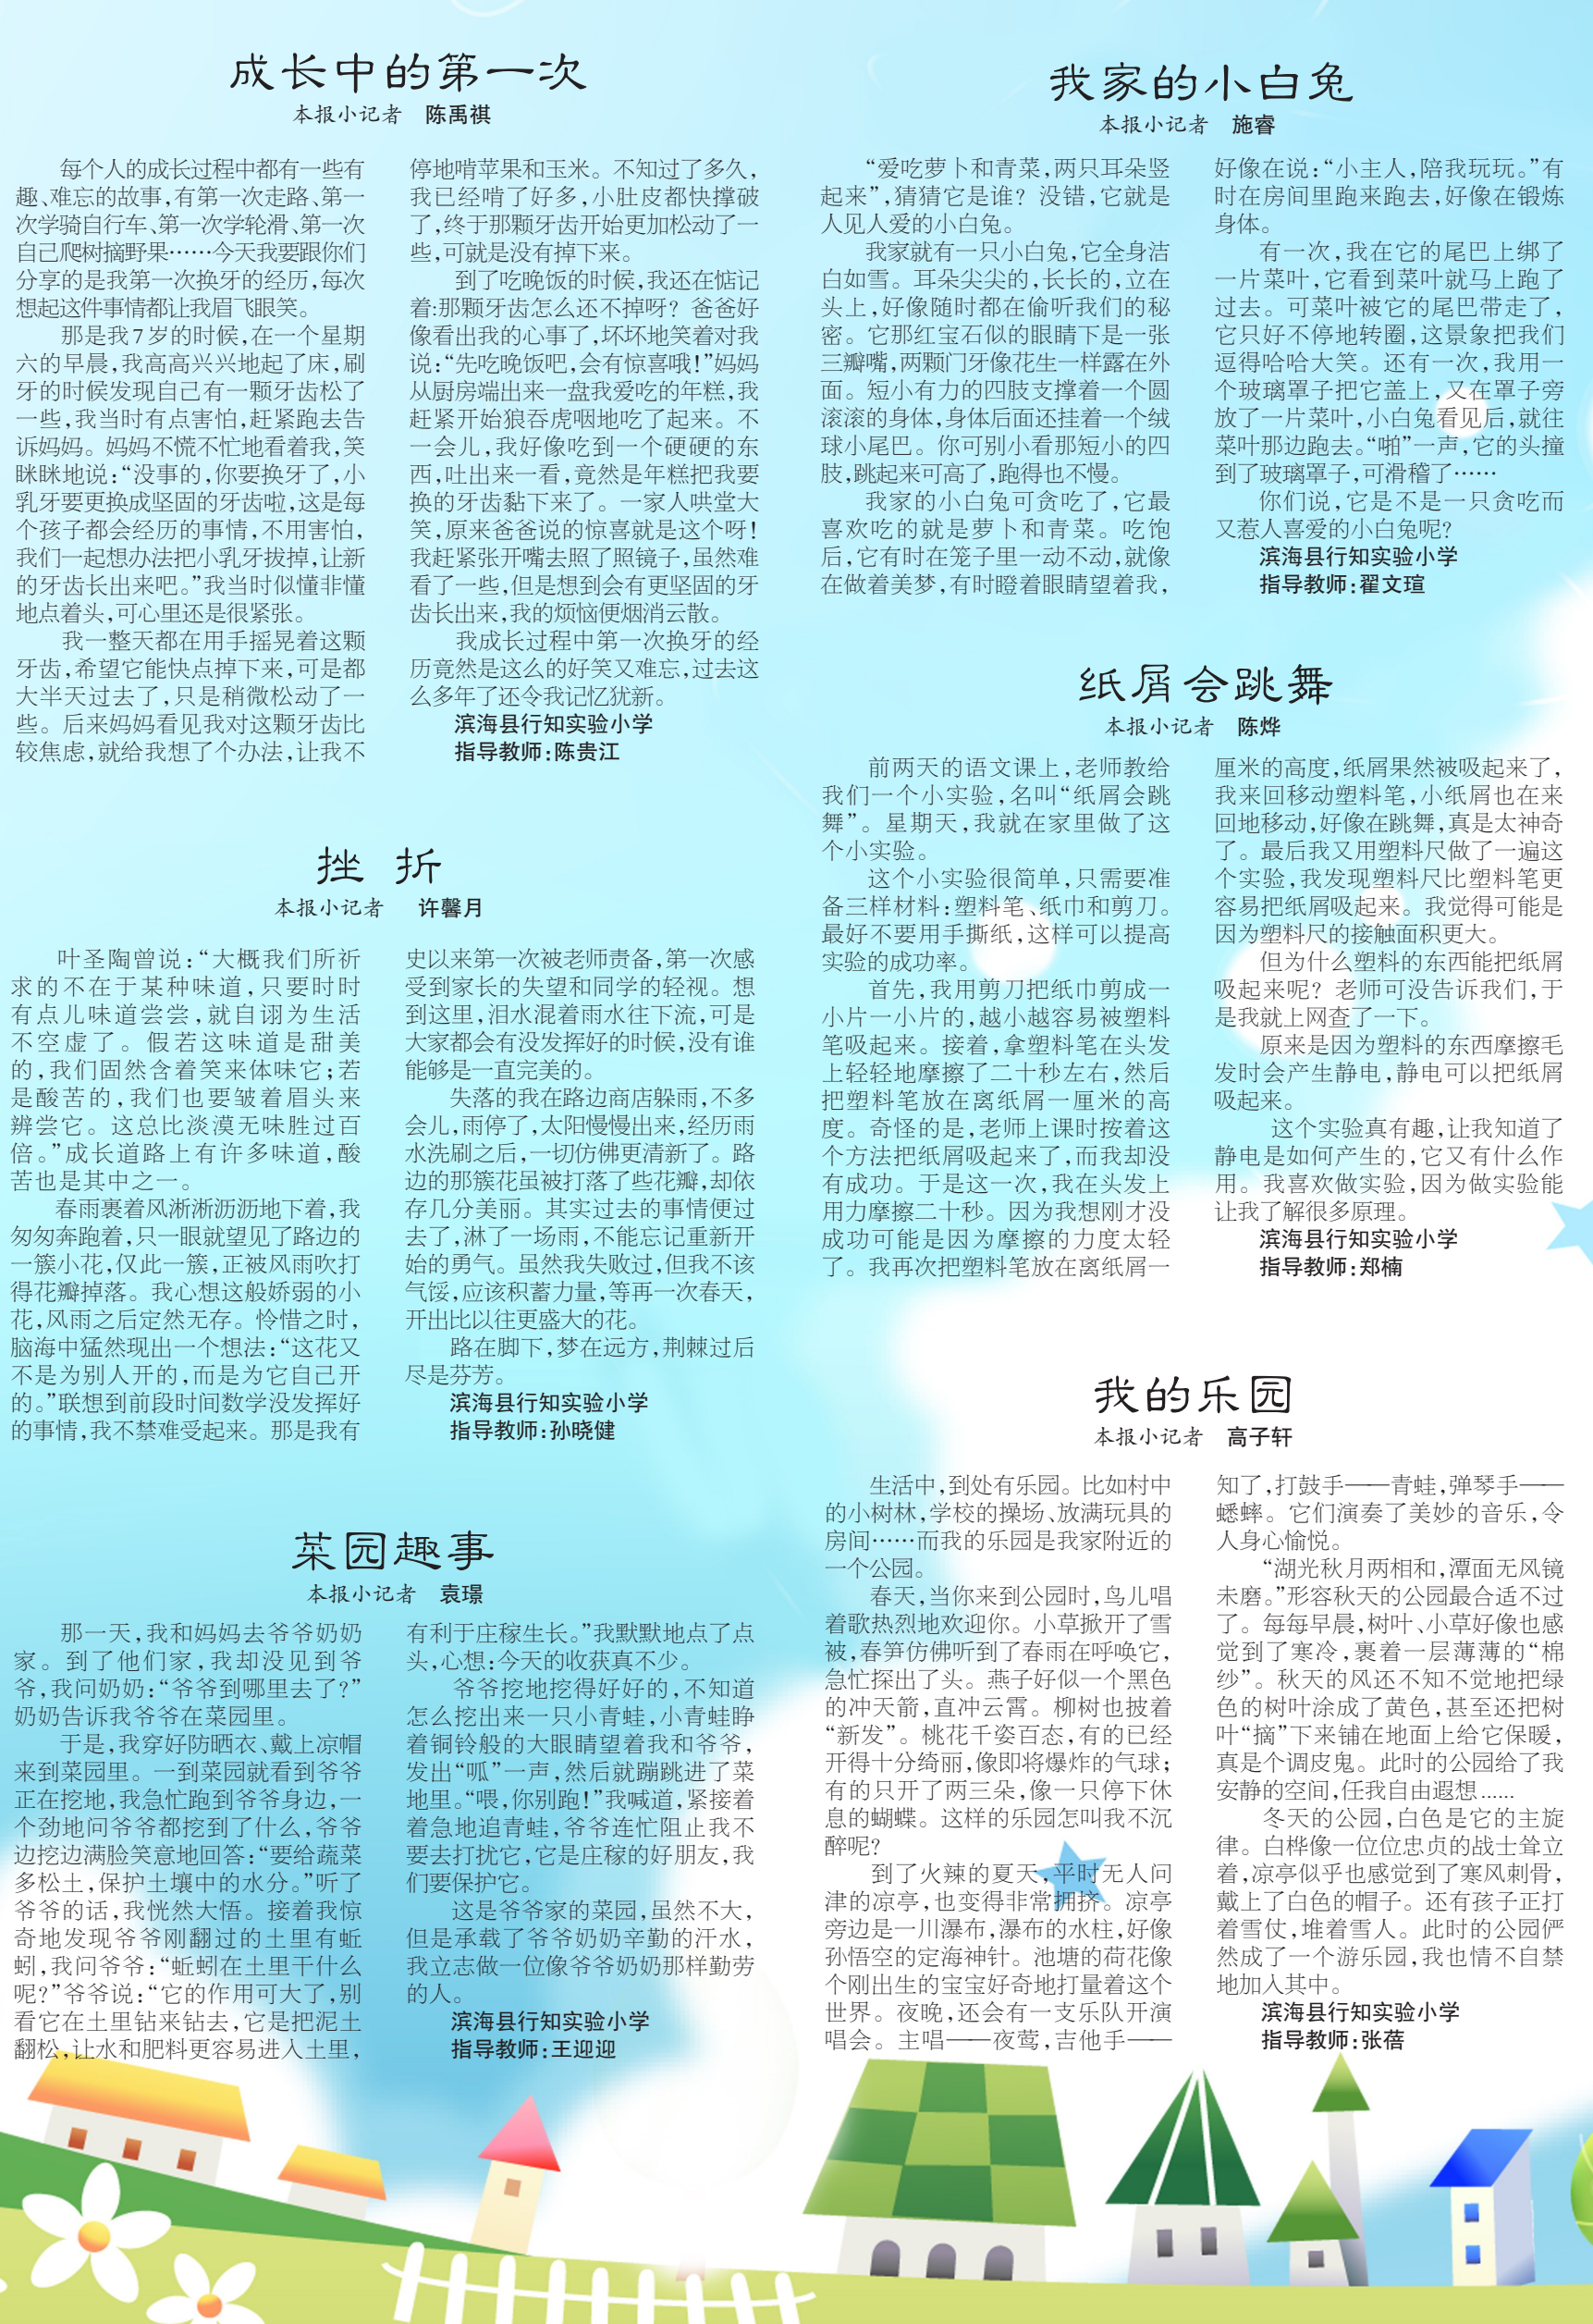 成长中的第一次
本报小记者 陈禹祺
每个人的成长过程中都有一些有
趣、难忘的故事,有第一次走路、第一
次学骑自行车、第一次学轮滑、第一次
自己爬树摘野果……今天我要跟你们
分享的是我第一次换牙的经历,每次
想起这件事情都让我眉飞眼笑。
那是我7岁的时候,在一个星期
六的早晨,我高高兴兴地起了床,刷
牙的时候发现自己有一颗牙齿松了
一些,我当时有点害怕,赶紧跑去告
诉妈妈。妈妈不慌不忙地看着我,笑
眯眯地说:“没事的,你要换牙了,小
乳牙要更换成坚固的牙齿啦,这是每
个孩子都会经历的事情,不用害怕,
我们一起想办法把小乳牙拔掉,让新
的牙齿长出来吧。”我当时似懂非懂
地点着头,可心里还是很紧张。
我一整天都在用手摇晃着这颗
牙齿,希望它能快点掉下来,可是都
大半天过去了,只是稍微松动了一
些。后来妈妈看见我对这颗牙齿比
较焦虑,就给我想了个办法,让我不
停地啃苹果和玉米。不知过了多久,
我已经啃了好多,小肚皮都快撑破
了,终于那颗牙齿开始更加松动了一
些,可就是没有掉下来。
到了吃晚饭的时候,我还在惦记
着:那颗牙齿怎么还不掉呀?爸爸好
像看出我的心事了,坏坏地笑着对我
说:“先吃晚饭吧,会有惊喜哦!”妈妈
从厨房端出来一盘我爱吃的年糕,我
赶紧开始狼吞虎咽地吃了起来。不
一会儿,我好像吃到一个硬硬的东
西,吐出来一看,竟然是年糕把我要
换的牙齿黏下来了。一家人哄堂大
笑,原来爸爸说的惊喜就是这个呀!
我赶紧张开嘴去照了照镜子,虽然难
看了一些,但是想到会有更坚固的牙
齿长出来,我的烦恼便烟消云散。
我成长过程中第一次换牙的经
历竟然是这么的好笑又难忘,过去这
么多年了还令我记忆犹新。
滨海县行知实验小学
指导教师:陈贵江
挫 折
本报小记者 许馨月
叶圣陶曾说:“大概我们所祈
求的不在于某种味道,只要时时
有点儿味道尝尝,就自诩为生活
不空虚了。假若这味道是甜美
的,我们固然含着笑来体味它;若
是酸苦的,我们也要皱着眉头来
辨尝它。这总比淡漠无味胜过百
倍。”成长道路上有许多味道,酸
苦也是其中之一。
春雨裹着风淅淅沥沥地下着,我
匆匆奔跑着,只一眼就望见了路边的
一簇小花,仅此一簇,正被风雨吹打
得花瓣掉落。我心想这般娇弱的小
花,风雨之后定然无存。怜惜之时,
脑海中猛然现出一个想法:“这花又
不是为别人开的,而是为它自己开
的。”联想到前段时间数学没发挥好
的事情,我不禁难受起来。那是我有
史以来第一次被老师责备,第一次感
受到家长的失望和同学的轻视。想
到这里,泪水混着雨水往下流,可是
大家都会有没发挥好的时候,没有谁
能够是一直完美的。
失落的我在路边商店躲雨,不多
会儿,雨停了,太阳慢慢出来,经历雨
水洗刷之后,一切仿佛更清新了。路
边的那簇花虽被打落了些花瓣,却依
存几分美丽。其实过去的事情便过
去了,淋了一场雨,不能忘记重新开
始的勇气。虽然我失败过,但我不该
气馁,应该积蓄力量,等再一次春天,
开出比以往更盛大的花。
路在脚下,梦在远方,荆棘过后
尽是芬芳。
滨海县行知实验小学
指导教师:孙晓健
菜园趣事
本报小记者 袁璟
那一天,我和妈妈去爷爷奶奶
家。到了他们家,我却没见到爷
爷,我问奶奶:“爷爷到哪里去了?”
奶奶告诉我爷爷在菜园里。
于是,我穿好防晒衣、戴上凉帽
来到菜园里。一到菜园就看到爷爷
正在挖地,我急忙跑到爷爷身边,一
个劲地问爷爷都挖到了什么,爷爷
边挖边满脸笑意地回答:“要给蔬菜
多松土,保护土壤中的水分。”听了
爷爷的话,我恍然大悟。接着我惊
奇地发现爷爷刚翻过的土里有蚯
蚓,我问爷爷:“蚯蚓在土里干什么
呢?”爷爷说:“它的作用可大了,别
看它在土里钻来钻去,它是把泥土
翻松,让水和肥料更容易进入土里,
有利于庄稼生长。”我默默地点了点
头,心想:今天的收获真不少。
爷爷挖地挖得好好的,不知道
怎么挖出来一只小青蛙,小青蛙睁
着铜铃般的大眼睛望着我和爷爷,
发出“呱”一声,然后就蹦跳进了菜
地里。“喂,你别跑!”我喊道,紧接着
着急地追青蛙,爷爷连忙阻止我不
要去打扰它,它是庄稼的好朋友,我
们要保护它。
这是爷爷家的菜园,虽然不大,
但是承载了爷爷奶奶辛勤的汗水,
我立志做一位像爷爷奶奶那样勤劳
的人。
滨海县行知实验小学
指导教师:王迎迎
我家的小白兔
本报小记者 施睿
“爱吃萝卜和青菜,两只耳朵竖
起来”,猜猜它是谁?没错,它就是
人见人爱的小白兔。
我家就有一只小白兔,它全身洁
白如雪。耳朵尖尖的,长长的,立在
头上,好像随时都在偷听我们的秘
密。它那红宝石似的眼睛下是一张
三瓣嘴,两颗门牙像花生一样露在外
面。短小有力的四肢支撑着一个圆
滚滚的身体,身体后面还挂着一个绒
球小尾巴。你可别小看那短小的四
肢,跳起来可高了,跑得也不慢。
我家的小白兔可贪吃了,它最
喜欢吃的就是萝卜和青菜。吃饱
后,它有时在笼子里一动不动,就像
在做着美梦,有时瞪着眼睛望着我,
好像在说:“小主人,陪我玩玩。”有
时在房间里跑来跑去,好像在锻炼
身体。
有一次,我在它的尾巴上绑了
一片菜叶,它看到菜叶就马上跑了
过去。可菜叶被它的尾巴带走了,
它只好不停地转圈,这景象把我们
逗得哈哈大笑。还有一次,我用一
个玻璃罩子把它盖上,又在罩子旁
放了一片菜叶,小白兔看见后,就往
菜叶那边跑去。“啪”一声,它的头撞
到了玻璃罩子,可滑稽了……
你们说,它是不是一只贪吃而
又惹人喜爱的小白兔呢?
滨海县行知实验小学
指导教师:翟文瑄
纸屑会跳舞
本报小记者 陈烨
前两天的语文课上,老师教给
我们一个小实验,名叫“纸屑会跳
舞”。星期天,我就在家里做了这
个小实验。
这个小实验很简单,只需要准
备三样材料:塑料笔、纸巾和剪刀。
最好不要用手撕纸,这样可以提高
实验的成功率。
首先,我用剪刀把纸巾剪成一
小片一小片的,越小越容易被塑料
笔吸起来。接着,拿塑料笔在头发
上轻轻地摩擦了二十秒左右,然后
把塑料笔放在离纸屑一厘米的高
度。奇怪的是,老师上课时按着这
个方法把纸屑吸起来了,而我却没
有成功。于是这一次,我在头发上
用力摩擦二十秒。因为我想刚才没
成功可能是因为摩擦的力度太轻
了。我再次把塑料笔放在离纸屑一
厘米的高度,纸屑果然被吸起来了,
我来回移动塑料笔,小纸屑也在来
回地移动,好像在跳舞,真是太神奇
了。最后我又用塑料尺做了一遍这
个实验,我发现塑料尺比塑料笔更
容易把纸屑吸起来。我觉得可能是
因为塑料尺的接触面积更大。
但为什么塑料的东西能把纸屑
吸起来呢?老师可没告诉我们,于
是我就上网查了一下。
原来是因为塑料的东西摩擦毛
发时会产生静电,静电可以把纸屑
吸起来。
这个实验真有趣,让我知道了
静电是如何产生的,它又有什么作
用。我喜欢做实验,因为做实验能
让我了解很多原理。
滨海县行知实验小学
指导教师:郑楠
我的乐园
本报小记者 高子轩
生活中,到处有乐园。比如村中
的小树林,学校的操场、放满玩具的
房间……而我的乐园是我家附近的
一个公园。
春天,当你来到公园时,鸟儿唱
着歌热烈地欢迎你。小草掀开了雪
被,春笋仿佛听到了春雨在呼唤它,
急忙探出了头。燕子好似一个黑色
的冲天箭,直冲云霄。柳树也披着
“新发”。桃花千姿百态,有的已经
开得十分绮丽,像即将爆炸的气球;
有的只开了两三朵,像一只停下休
息的蝴蝶。这样的乐园怎叫我不沉
醉呢?
到了火辣的夏天,平时无人问
津的凉亭,也变得非常拥挤。凉亭
旁边是一川瀑布,瀑布的水柱,好像
孙悟空的定海神针。池塘的荷花像
个刚出生的宝宝好奇地打量着这个
世界。夜晚,还会有一支乐队开演
唱会。主唱——夜莺,吉他手——
知了,打鼓手——青蛙,弹琴手——
蟋蟀。它们演奏了美妙的音乐,令
人身心愉悦。
“湖光秋月两相和,潭面无风镜
未磨。”形容秋天的公园最合适不过
了。每每早晨,树叶、小草好像也感
觉到了寒冷,裹着一层薄薄的“棉
纱”。秋天的风还不知不觉地把绿
色的树叶涂成了黄色,甚至还把树
叶“摘”下来铺在地面上给它保暖,
真是个调皮鬼。此时的公园给了我
安静的空间,任我自由遐想......
冬天的公园,白色是它的主旋
律。白桦像一位位忠贞的战士耸立
着,凉亭似乎也感觉到了寒风刺骨,
戴上了白色的帽子。还有孩子正打
着雪仗,堆着雪人。此时的公园俨
然成了一个游乐园,我也情不自禁
地加入其中。
滨海县行知实验小学
指导教师:张蓓